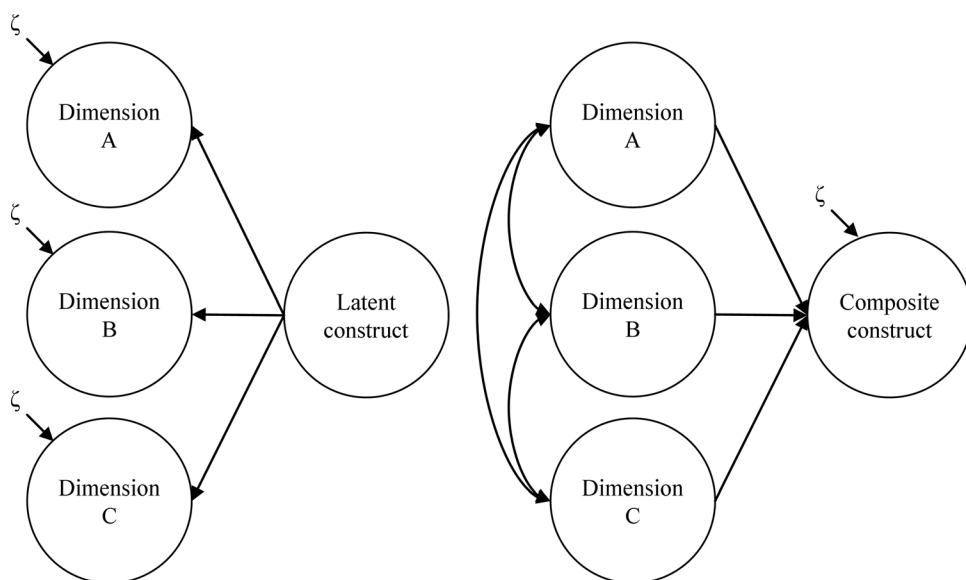 ζ
Dimension
A
ζ
Dimension
B
ζ
Dimension
C
Latent
construct
Dimension
A
Dimension
B
Dimension
C
ζ
Composite
construct